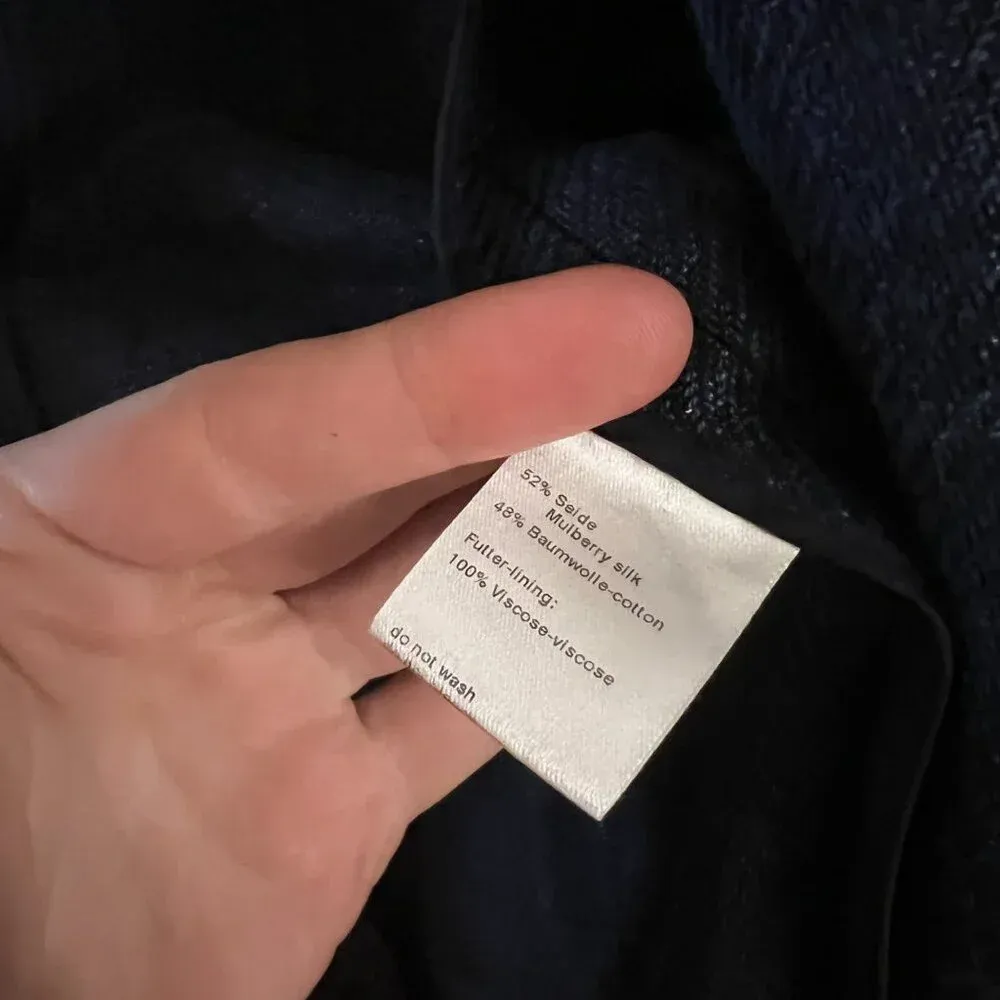 52% Seide
Mulberry silk
48% Baumwolle-cotton
Futter-lining:
100% Viscose-viscose
do not wash